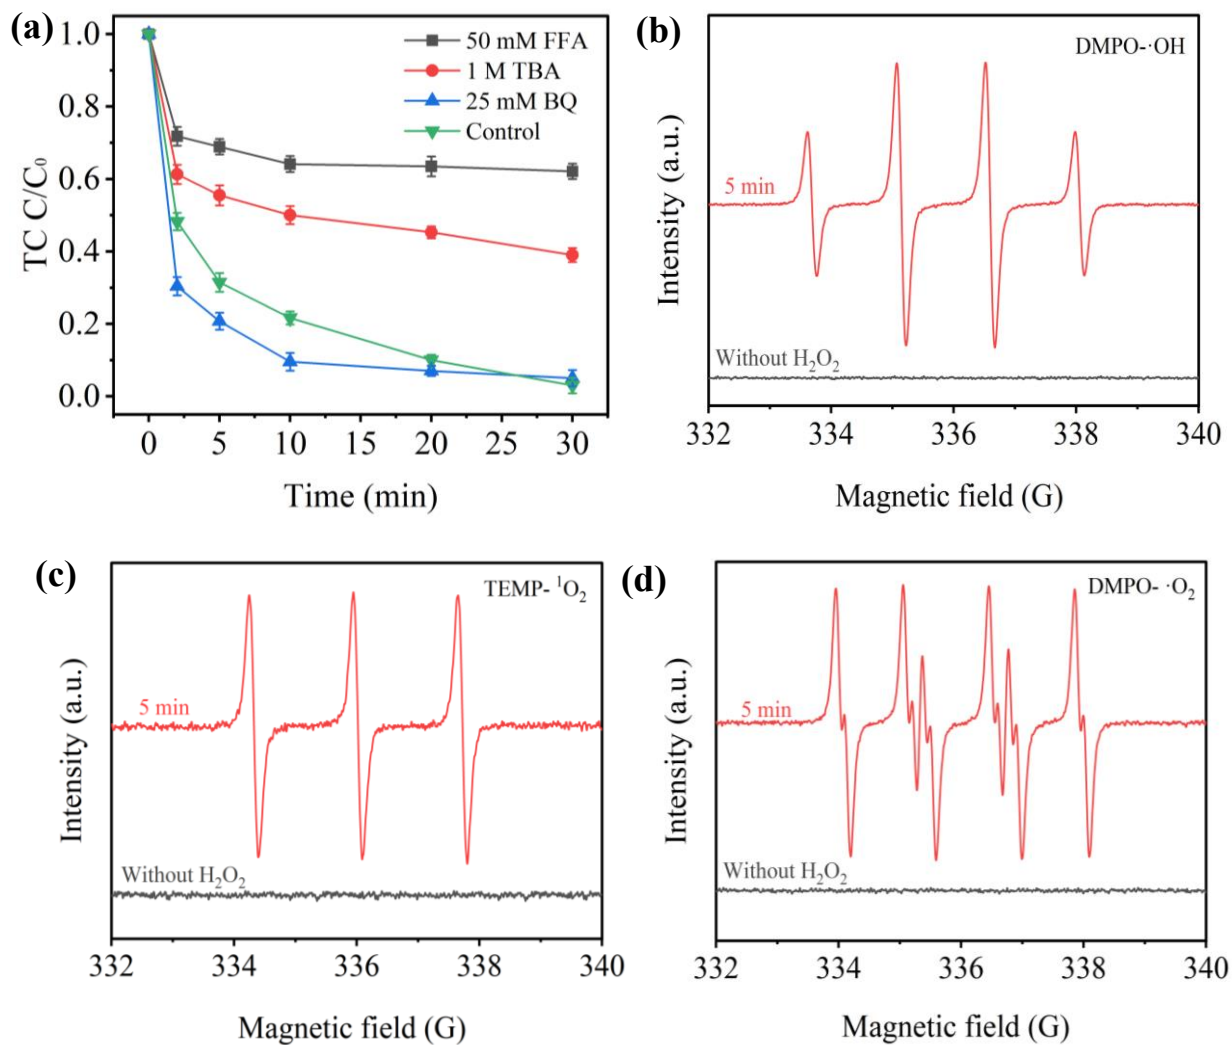 (a)
50 mM FFA
1 M TBA
25 mM BQ
Control
TC C/C₀
1.0
0.8
0.6
0.4
0.2
0.0
0 5 10 15 20 25 30
Time (min)
(b)
DMPO-·OH
5 min
Without H₂O₂
Intensity (a.u.)
332 334 336 338 340
Magnetic field (G)
(c)
TEMP- ¹O₂
5 min
Without H₂O₂
Intensity (a.u.)
332 334 336 338 340
Magnetic field (G)
(d)
DMPO- ·O₂
5 min
Without H₂O₂
Intensity (a.u.)
332 334 336 338 340
Magnetic field (G)